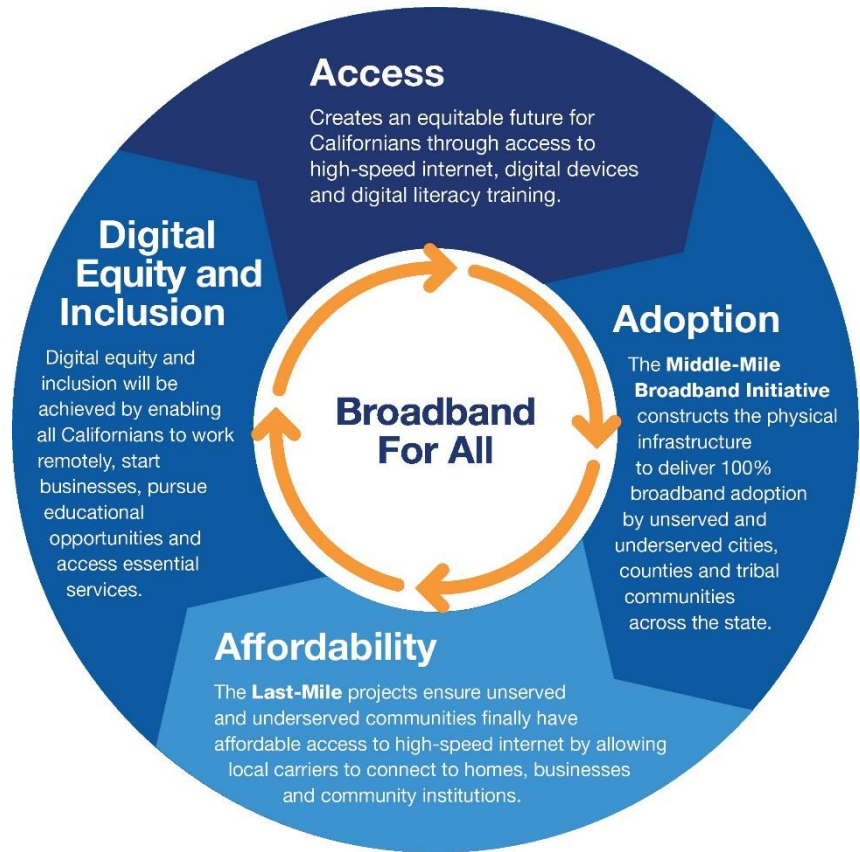 Access
Creates an equitable future for
Californians through access to
high-speed internet, digital devices
and digital literacy training.
Adoption
The Middle-Mile
Broadband Initiative
constructs the physical
infrastructure
to deliver 100%
broadband adoption
by unserved and
underserved cities,
counties and tribal
communities
across the state.
Affordability
The Last-Mile projects ensure unserved
and underserved communities finally have
affordable access to high-speed internet by allowing
local carriers to connect to homes, businesses
and community institutions.
Digital
Equity and
Inclusion
Digital equity and
inclusion will be
achieved by enabling
all Californians to work
remotely, start
businesses, pursue
educational
opportunities and
access essential
services.
Broadband
For All